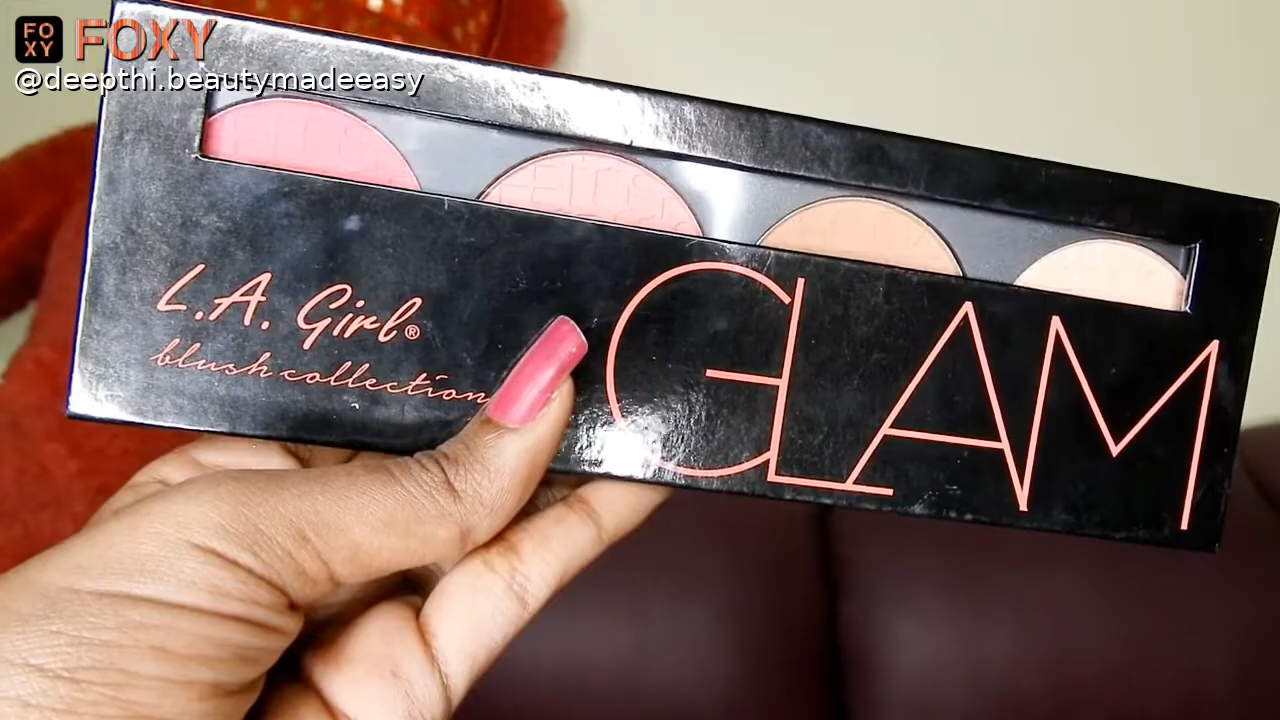 FO
XY
FOXY
@deepthi.beautymadeeasy
L.A. Girl®
blush collection
GLAM